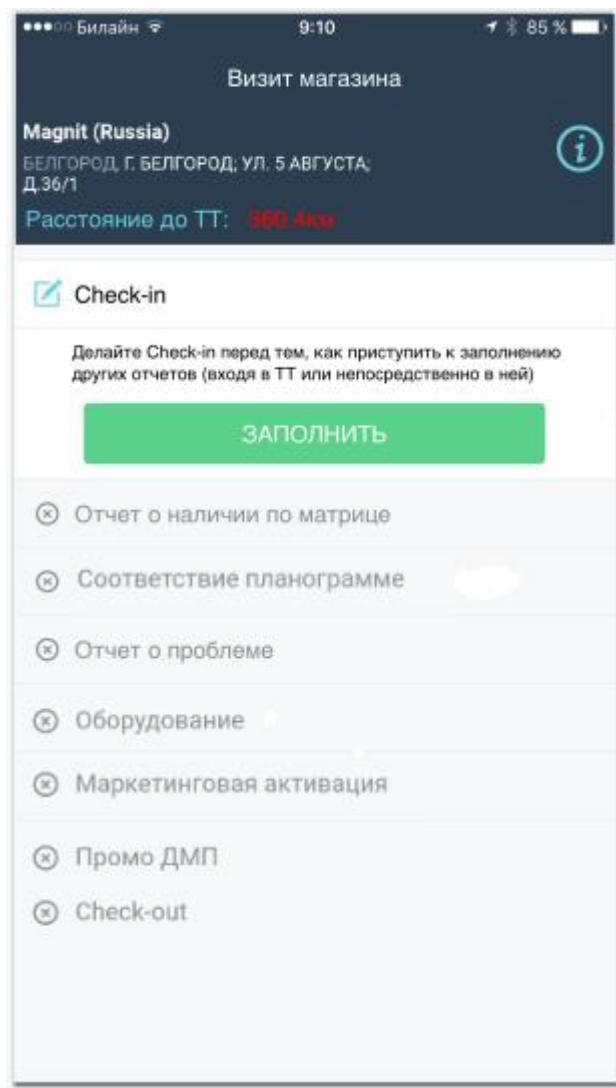 Билайн 9:10 85 %
Визит магазина
Magnit (Russia)
БЕЛГОРОД, Г. БЕЛГОРОД; УЛ. 5 АВГУСТА;
Д.36/1
Расстояние до ТТ: 560.4км
Check-in
Делайте Check-in перед тем, как приступить к заполнению
других отчетов (входя в ТТ или непосредственно в ней)
ЗАПОЛНИТЬ
Отчет о наличии по матрице
Соответствие планограмме
Отчет о проблеме
Оборудование
Маркетинговая активация
Промо ДМП
Check-out